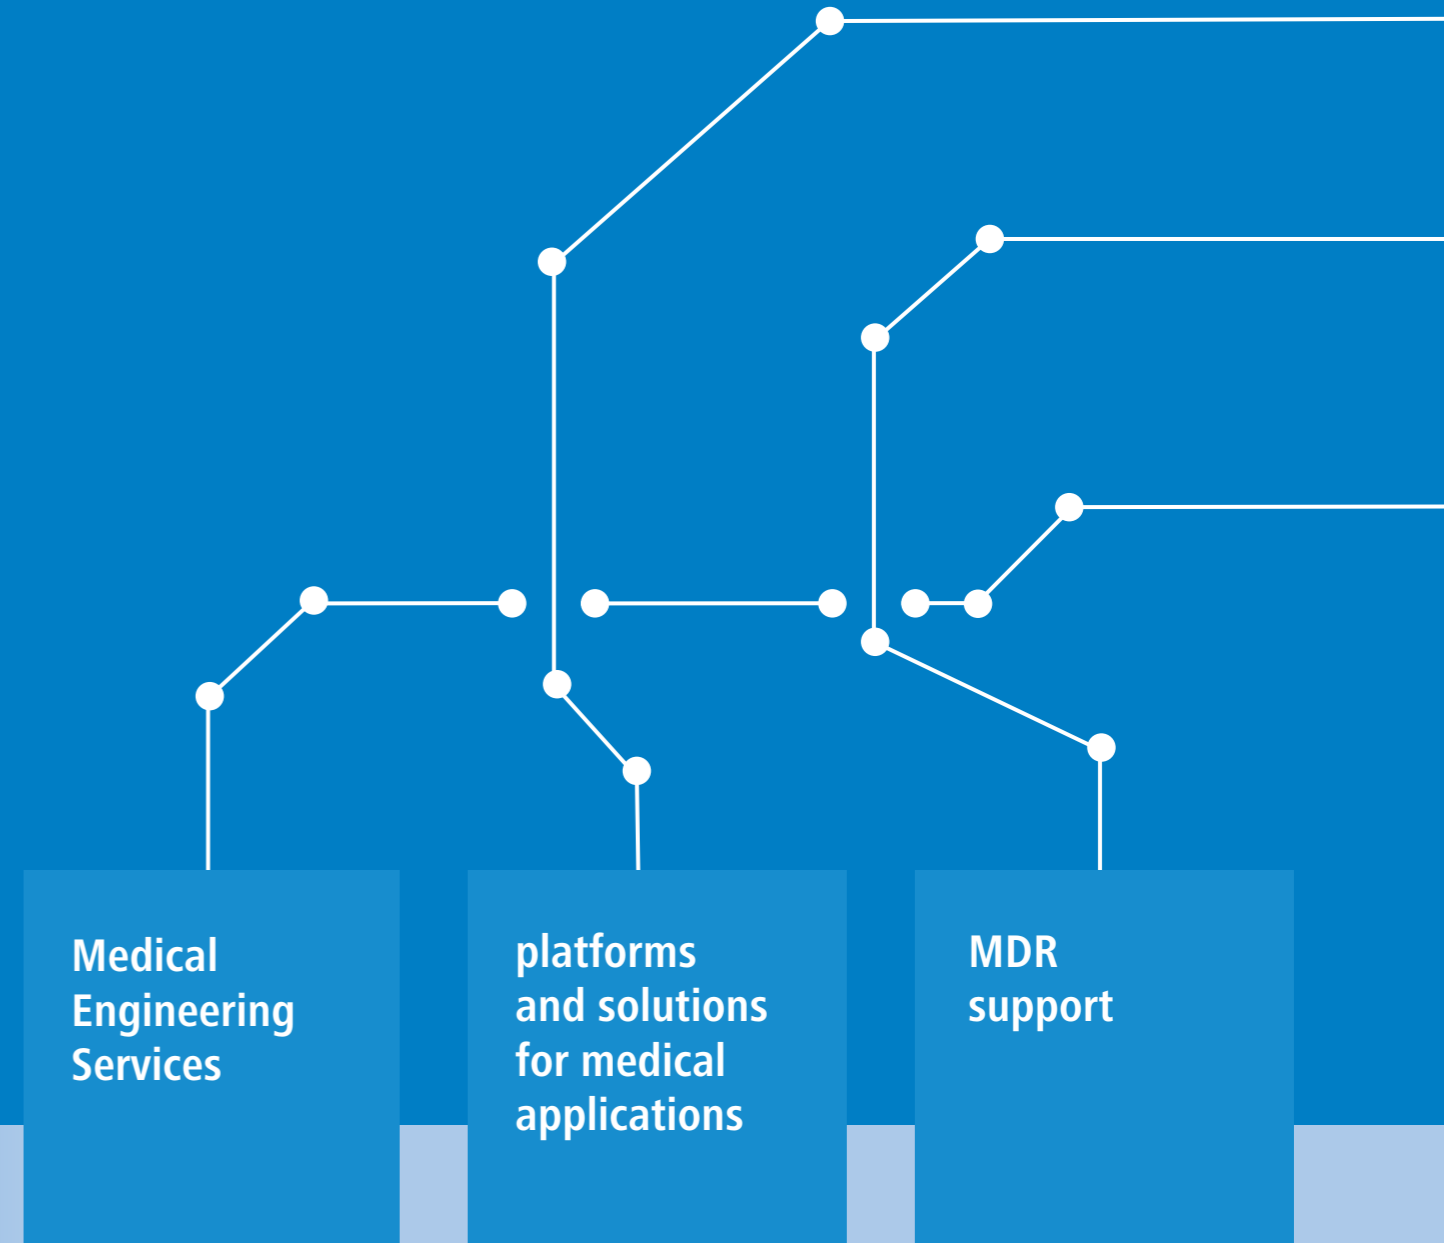 Medical
Engineering
Services
platforms
and solutions
for medical
applications
MDR
support